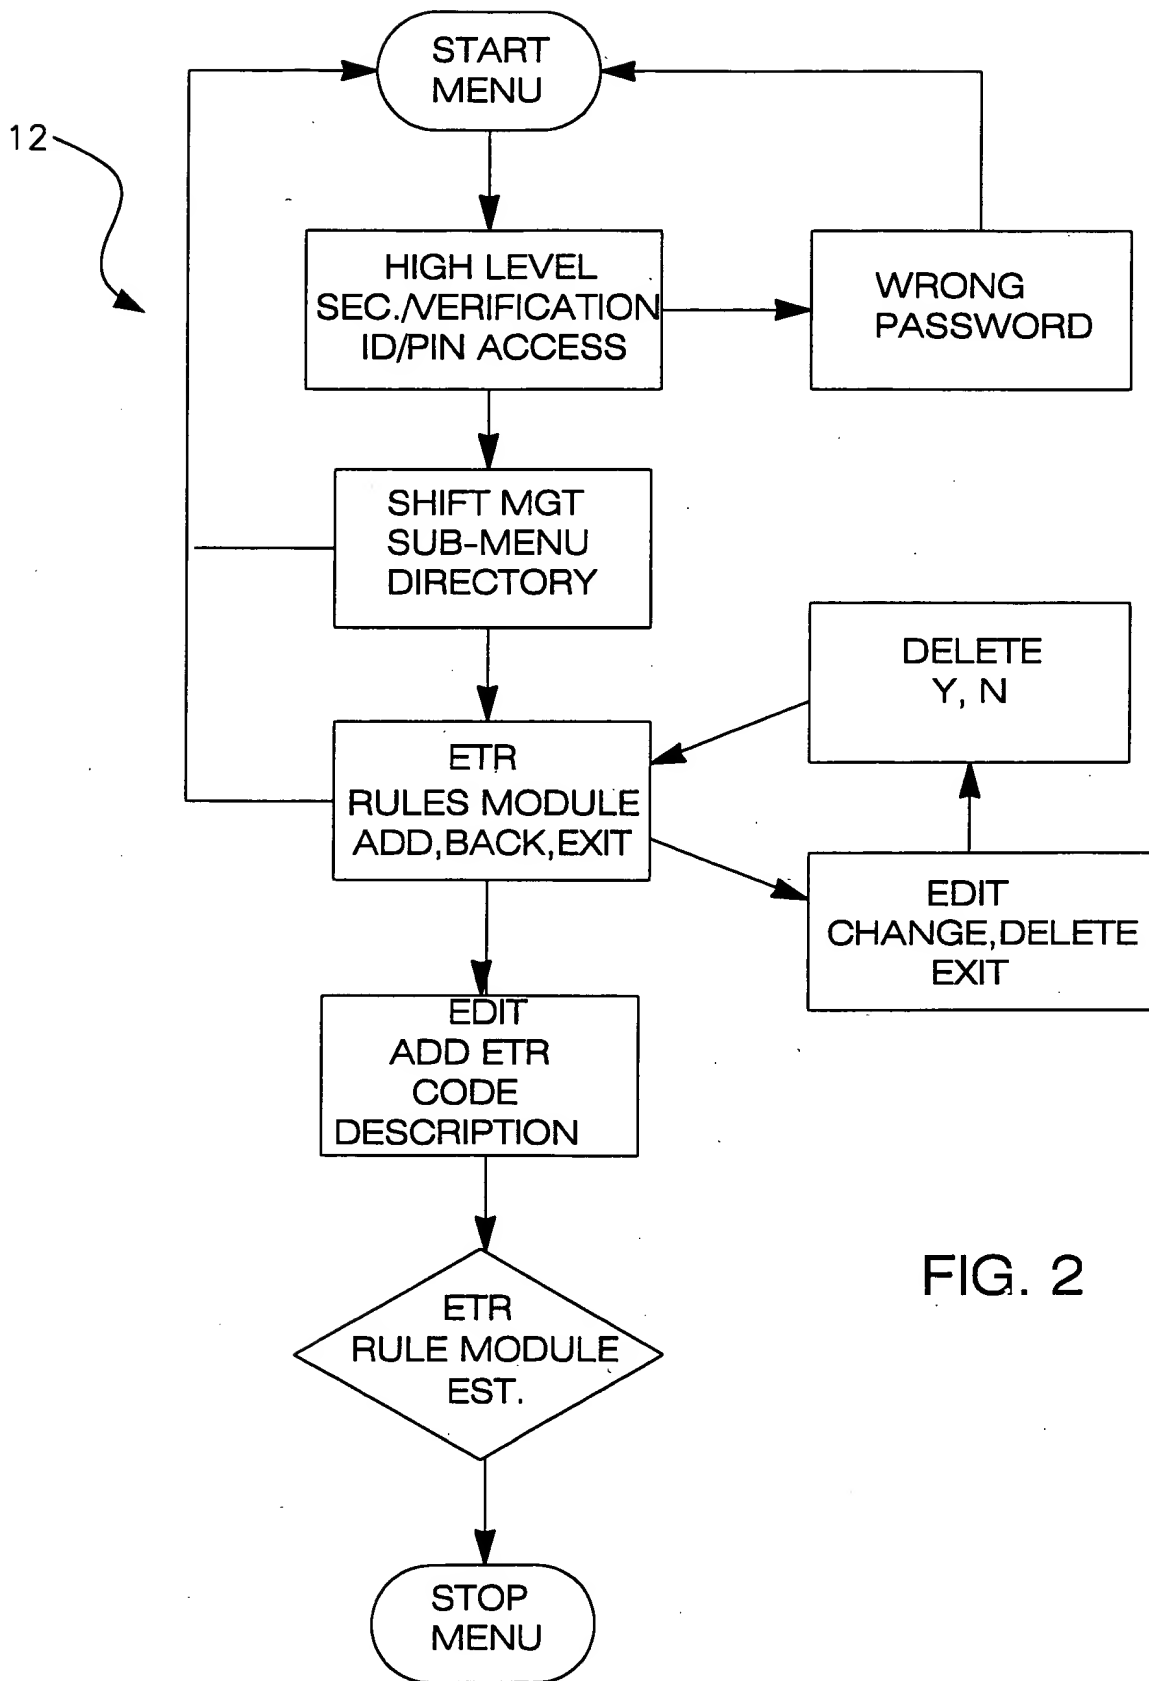 START
MENU
12
HIGH LEVEL
SEC./VERIFICATION
ID/PIN ACCESS
WRONG
PASSWORD
SHIFT MGT
SUB-MENU
DIRECTORY
DELETE
Y, N
ETR
RULES MODULE
ADD,BACK,EXIT
EDIT
CHANGE,DELETE
EXIT
EDIT
ADD ETR
CODE
DESCRIPTION
FIG. 2
ETR
RULE MODULE
EST.
STOP
MENU